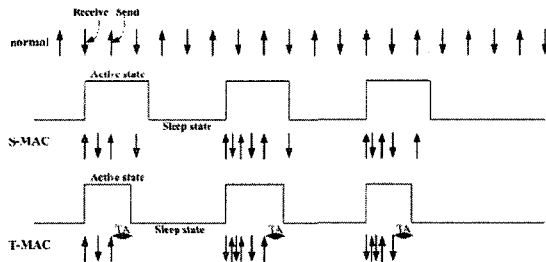 Receive Send
normal
Active state
Sleep state
S-MAC
Active state
TA TA TA
Sleep state
T-MAC